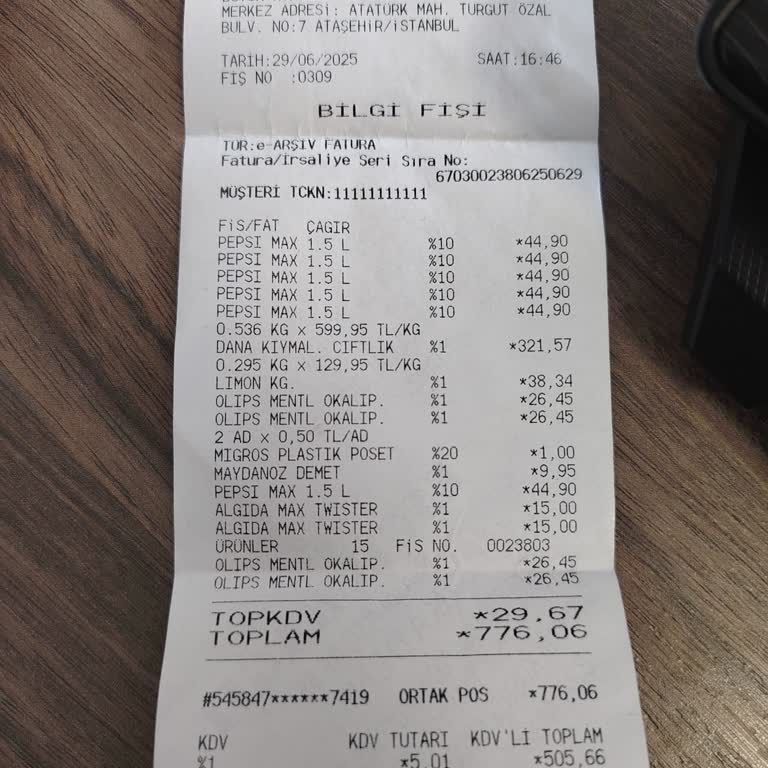 MERKEZ ADRESİ: ATATÜRK MAH. TURGUT ÖZAL
BULV. NO:7 ATAŞEHİR/İSTANBUL
TARİH:29/06/2025 SAAT:16:46
FİŞ NO :0309
BİLGİ FİŞİ
TÜR:e-ARŞİV FATURA
Fatura/İrsaliye Seri Sıra No:
67030023806250629
MÜŞTERİ TCKN:11111111111
FiS/FAT ÇAGIR
PEPSI MAX 1.5 L %10 *44,90
PEPSI MAX 1.5 L %10 *44,90
PEPSI MAX 1.5 L %10 *44,90
PEPSI MAX 1.5 L %10 *44,90
PEPSI MAX 1.5 L %10 *44,90
0.536 KG x 599,95 TL/KG
DANA KIYMAL. CIFTLIK %1 *321,57
0.295 KG x 129,95 TL/KG
LIMON KG. %1 *38,34
OLIPS MENTL OKALIP. %1 *26,45
OLIPS MENTL OKALIP. %1 *26,45
2 AD x 0,50 TL/AD
MIGROS PLASTIK POSET %20 *1,00
MAYDANOZ DEMET %1 *9,95
PEPSI MAX 1.5 L %10 *44,90
ALGIDA MAX TWISTER %1 *15,00
ALGIDA MAX TWISTER %1 *15,00
ÜRÜNLER 15 FiS NO. 0023803
OLIPS MENTL OKALIP. %1 *26,45
OLIPS MENTL OKALIP. %1 *26,45
TOPKDV *29,67
TOPLAM *776,06
#545847******7419 ORTAK POS *776,06
KDV KDV TUTARI KDV'Lİ TOPLAM
%1 *5,01 *505,66